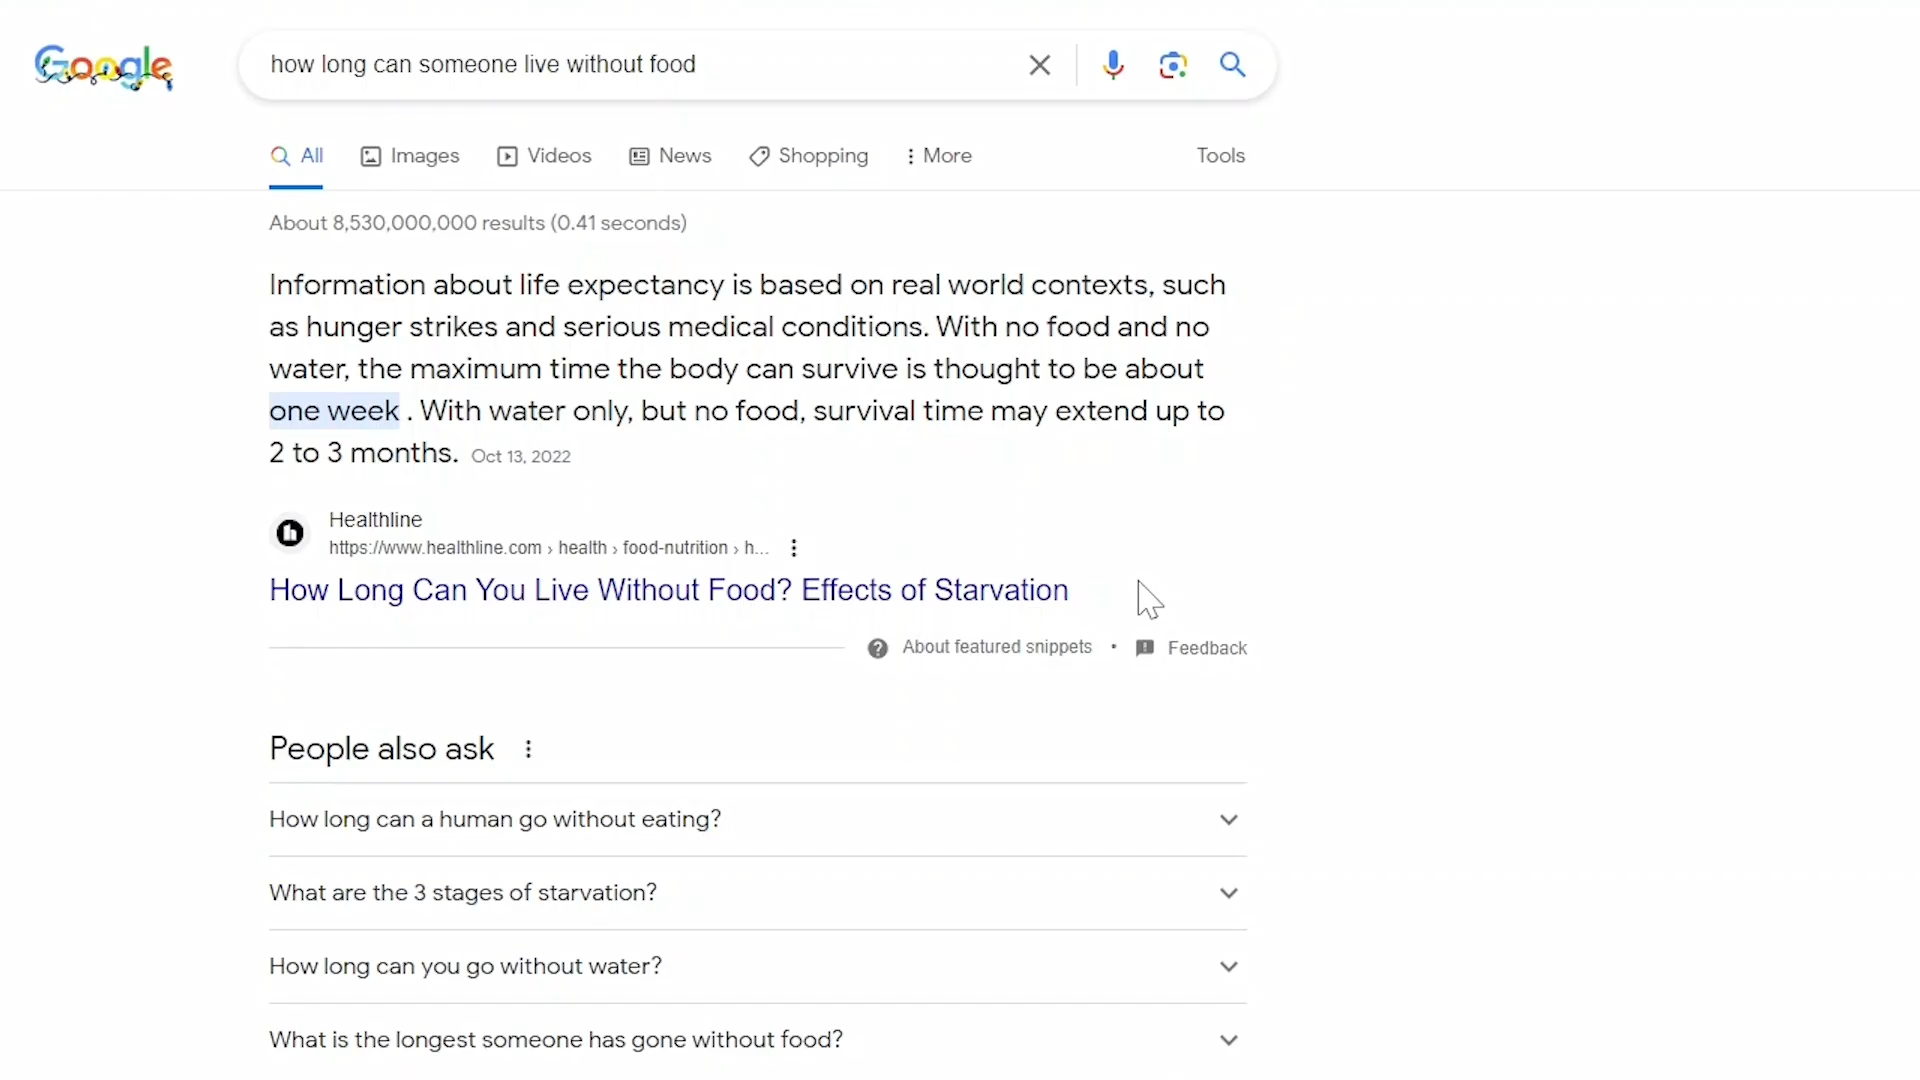 Google
how long can someone live without food
All
Images
Videos
News
Shopping
More
Tools
About 8,530,000,000 results (0.41 seconds)
Information about life expectancy is based on real world contexts, such
as hunger strikes and serious medical conditions. With no food and no
water, the maximum time the body can survive is thought to be about
one week . With water only, but no food, survival time may extend up to
2 to 3 months. Oct 13, 2022
Healthline
https://www.healthline.com › health › food-nutrition › h...
How Long Can You Live Without Food? Effects of Starvation
About featured snippets • Feedback
People also ask
How long can a human go without eating?
What are the 3 stages of starvation?
How long can you go without water?
What is the longest someone has gone without food?